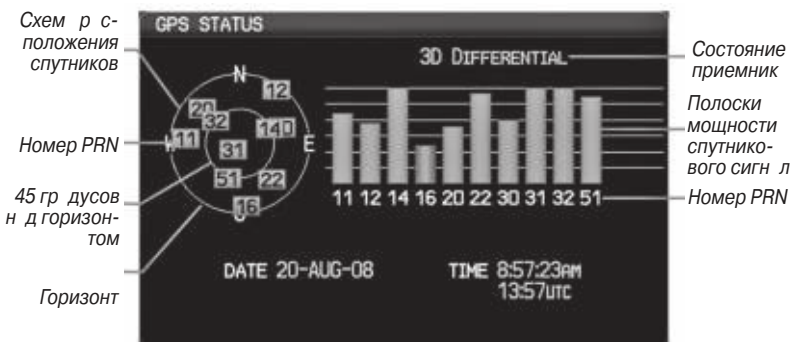 Схем р с-
положения
спутников
Номер PRN
45 гр дусов
н д горизон-
том
Горизонт
GPS STATUS
3D DIFFERENTIAL
N
12
20
32
11
14
31
E
51
22
16
11 12 14 16 20 22 30 31 32 51
DATE 20-AUG-08
TIME 8:57:23AM
13:57UTC
Состояние
приемник
Полоски
мощности
спутнико-
вого сигн л
Номер PRN